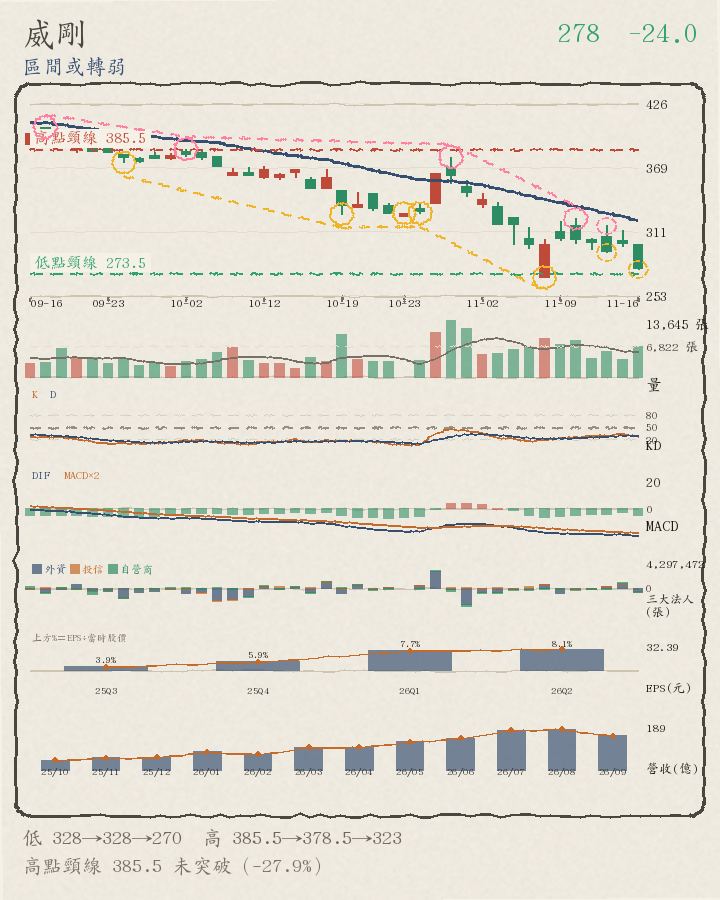 威剛
278 -24.0
區間或轉弱
426
高點頸線 385.5
369
311
低點頸線 273.5
253
09-16 09-23 10-02 10-12 10-19 10-23 11-02 11-09 11-16
13,645 張
6,822 張
量
K D
80
50
20
KD
DIF MACD×2
20
0
MACD
外資 投信 自營商
4,297,472
0
三大法人
(張)
上方%=EPS÷當時股價
3.9% 5.9% 7.7% 8.1%
32.39
25Q3 25Q4 26Q1 26Q2
EPS(元)
189
25/10 25/11 25/12 26/01 26/02 26/03 26/04 26/05 26/06 26/07 26/08 26/09
營收(億)
低 328→328→270 高 385.5→378.5→323
高點頸線 385.5 未突破 (-27.9%)